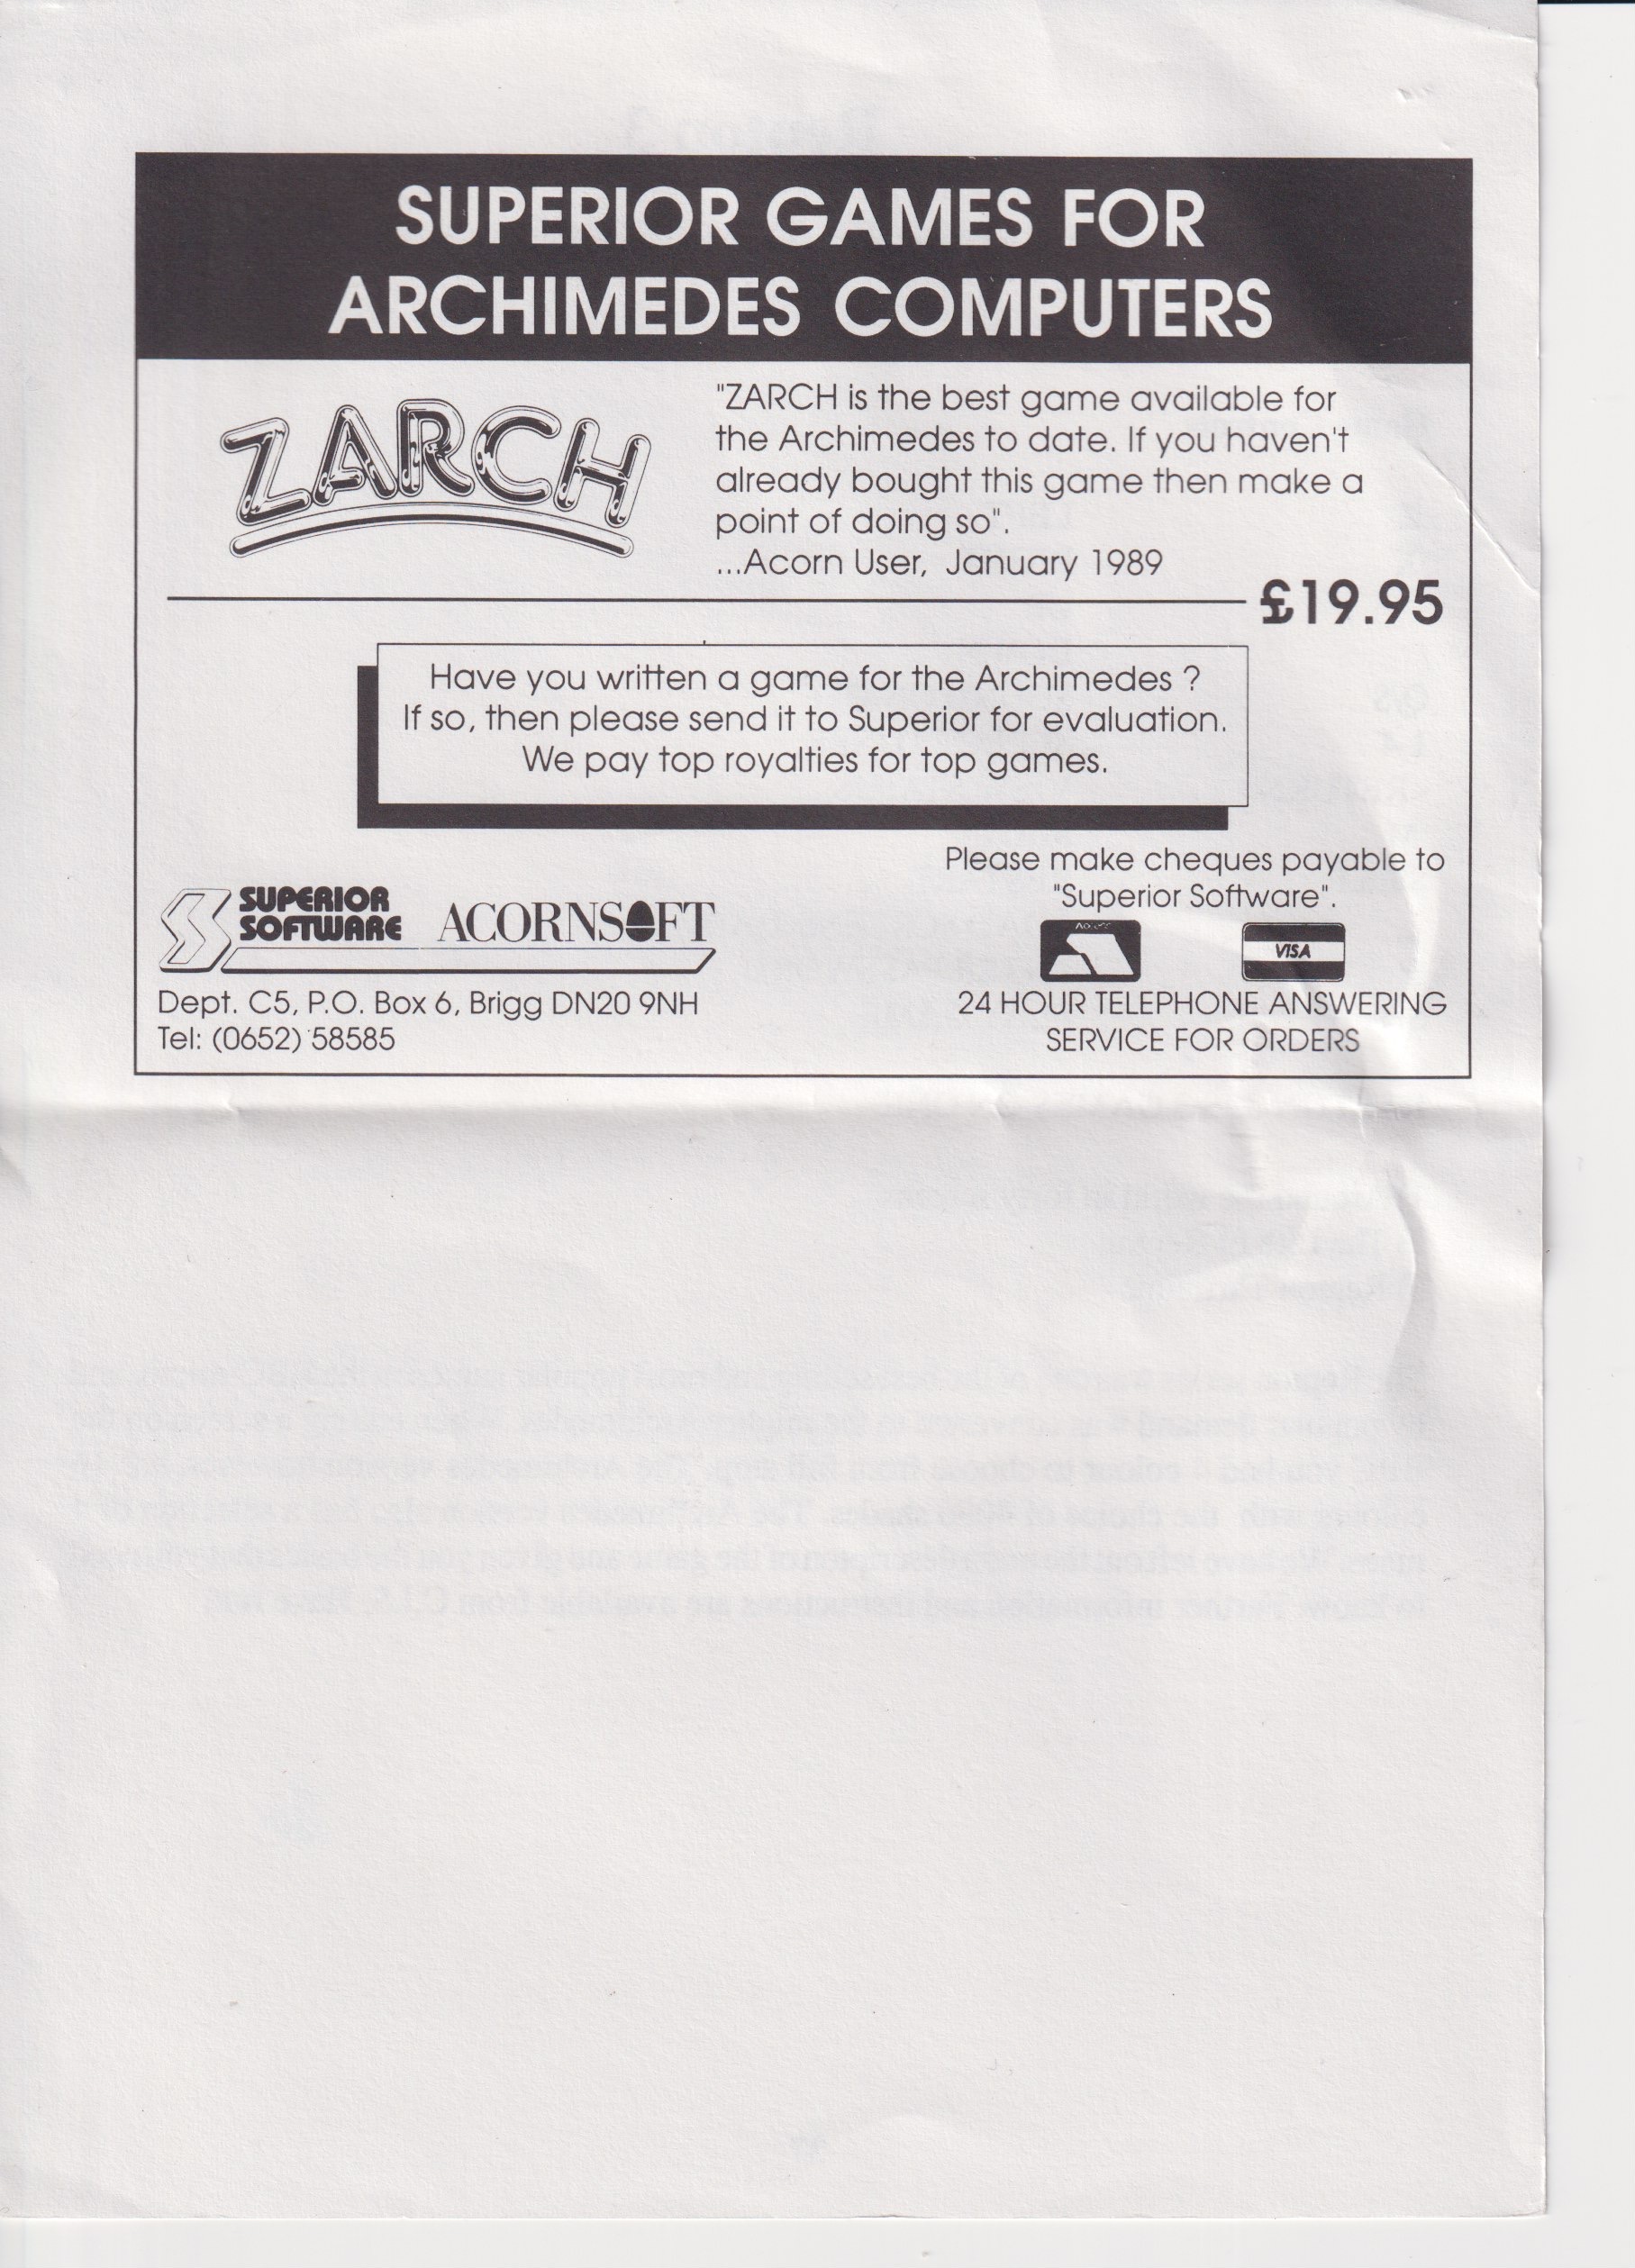 SUPERIOR GAMES FOR
ARCHIMEDES COMPUTERS
ZARCH
"ZARCH is the best game available for
the Archimedes to date. If you haven't
already bought this game then make a
point of doing so".
...Acorn User, January 1989
£19.95
Have you written a game for the Archimedes ?
If so, then please send it to Superior for evaluation.
We pay top royalties for top games.
SUPERIOR
SOFTWARE
ACORNSOFT
Dept. C5, P.O. Box 6, Brigg DN20 9NH
Tel: (0652) 58585
Please make cheques payable to
"Superior Software".
VISA
24 HOUR TELEPHONE ANSWERING
SERVICE FOR ORDERS